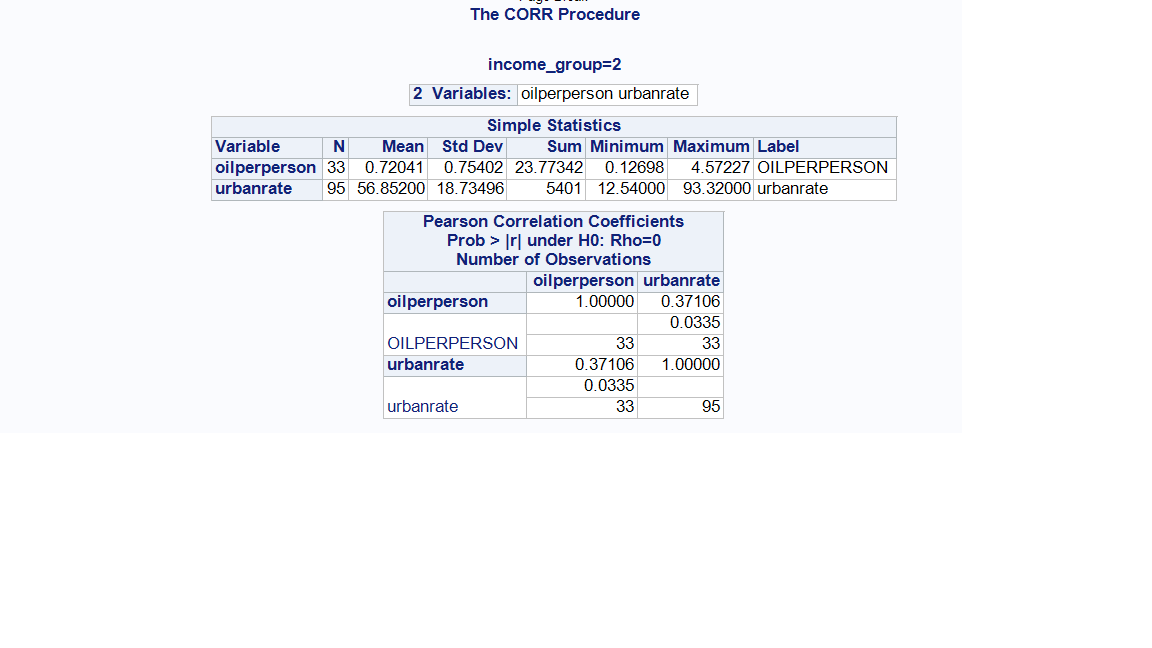 The CORR Procedure
income_group=2
2 Variables: oilperperson urbanrate
Simple Statistics
Variable N Mean Std Dev Sum Minimum Maximum Label
oilperperson 33 0.72041 0.75402 23.77342 0.12698 4.57227 OILPERPERSON
urbanrate 95 56.85200 18.73496 5401 12.54000 93.32000 urbanrate
Pearson Correlation Coefficients
Prob > |r| under H0: Rho=0
Number of Observations
oilperperson urbanrate
oilperperson 1.00000 0.37106
0.0335
OILPERPERSON 33 33
urbanrate 0.37106 1.00000
0.0335
urbanrate 33 95